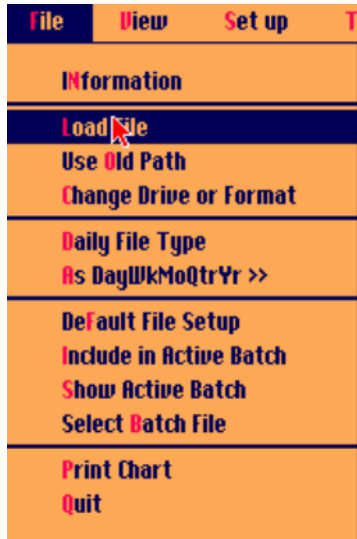 File View Set up T
INformation
Load File
Use Old Path
Change Drive or Format
Daily File Type
As DayWkMoQtrYr >>
DeFault File Setup
Include in Active Batch
Show Active Batch
Select Batch File
Print Chart
Quit